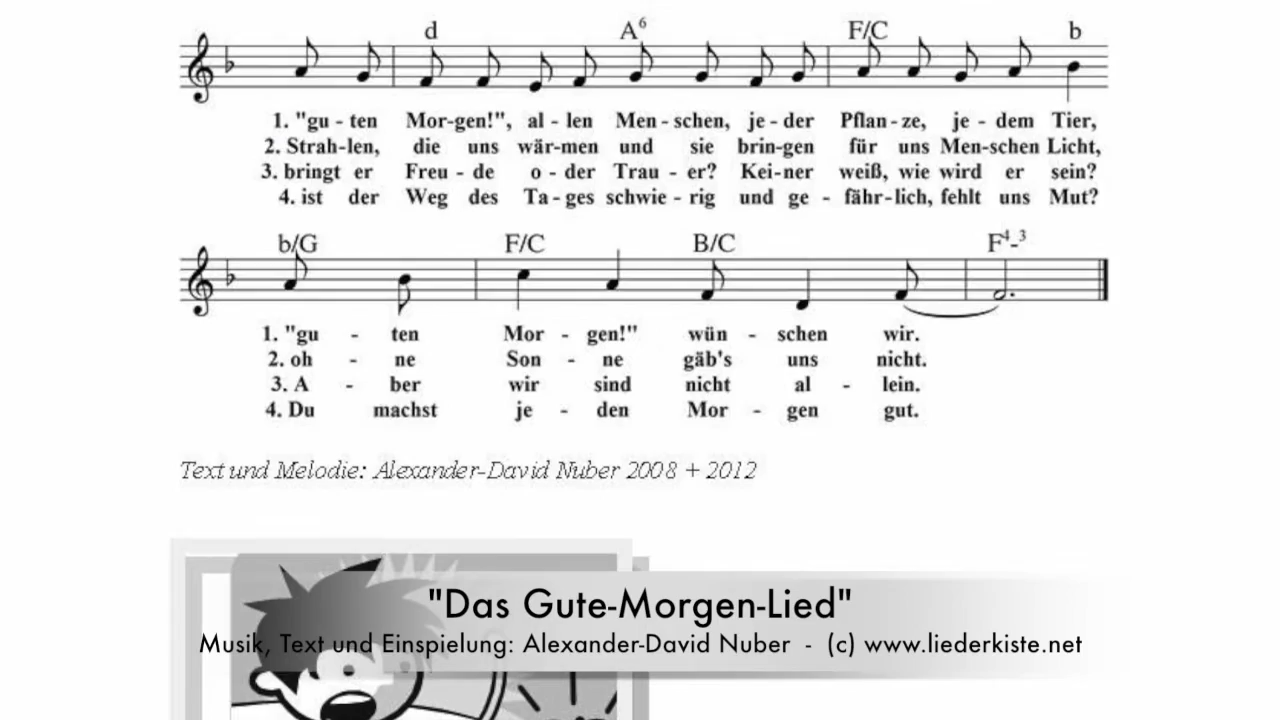 d A6 F/C b
1. "gu - ten Mor-gen!", al - len Men - schen, je - der Pflan - ze, je - dem Tier,
2. Strah-len, die uns wär-men und sie brin-gen für uns Men-schen Licht,
3. bringt er Freu - de o - der Trau - er? Kei-ner weiß, wie wird er sein?
4. ist der Weg des Ta - ges schwie - rig und ge - fähr-lich, fehlt uns Mut?
b/G F/C B/C F4-3
1. "gu - ten Mor - gen!" wün - schen wir.
2. oh - ne Son - ne gäb's uns nicht.
3. A - ber wir sind nicht al - lein.
4. Du machst je - den Mor - gen gut.
Text und Melodie: Alexander-David Nuber 2008 + 2012
"Das Gute-Morgen-Lied"
Musik, Text und Einspielung: Alexander-David Nuber - (c) www.liederkiste.net